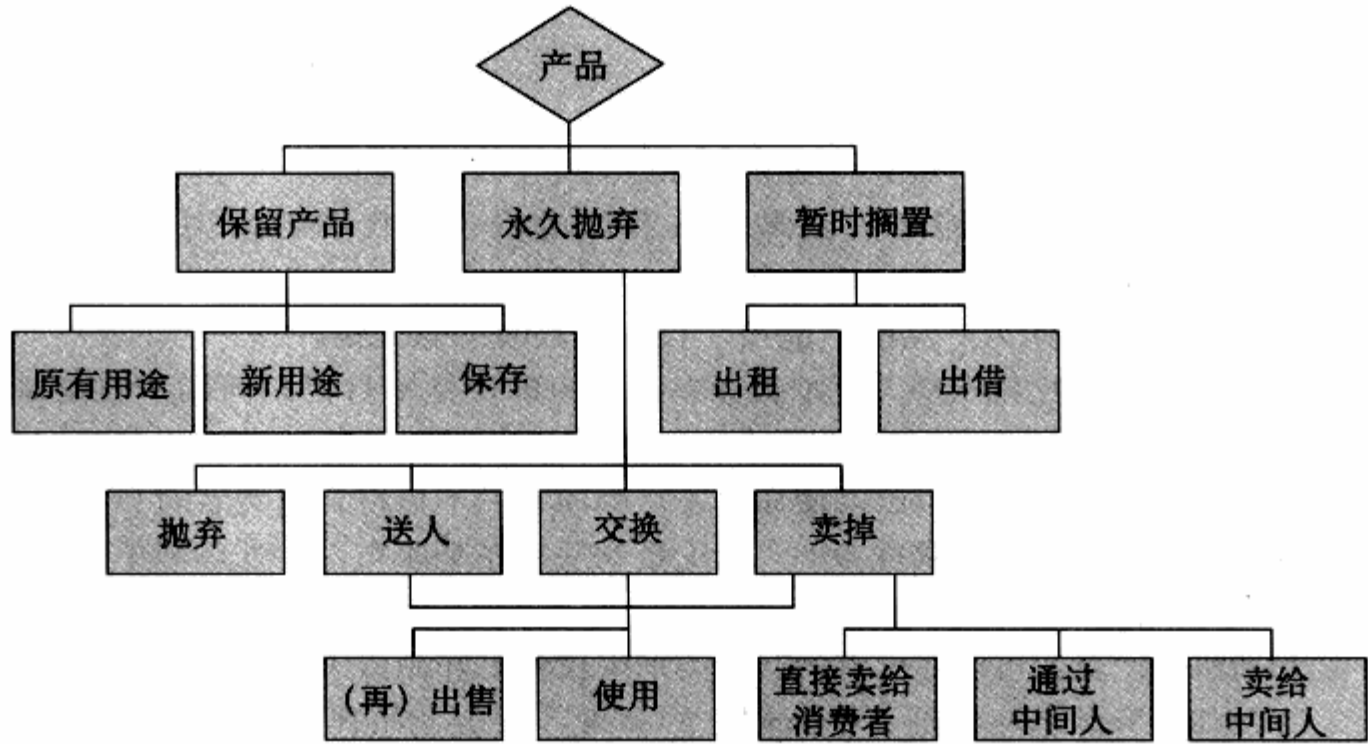 产品
保留产品
永久抛弃
暂时搁置
原有用途
新用途
保存
出租
出借
抛弃
送人
交换
卖掉
（再）出售
使用
直接卖给
消费者
通过
中间人
卖给
中间人